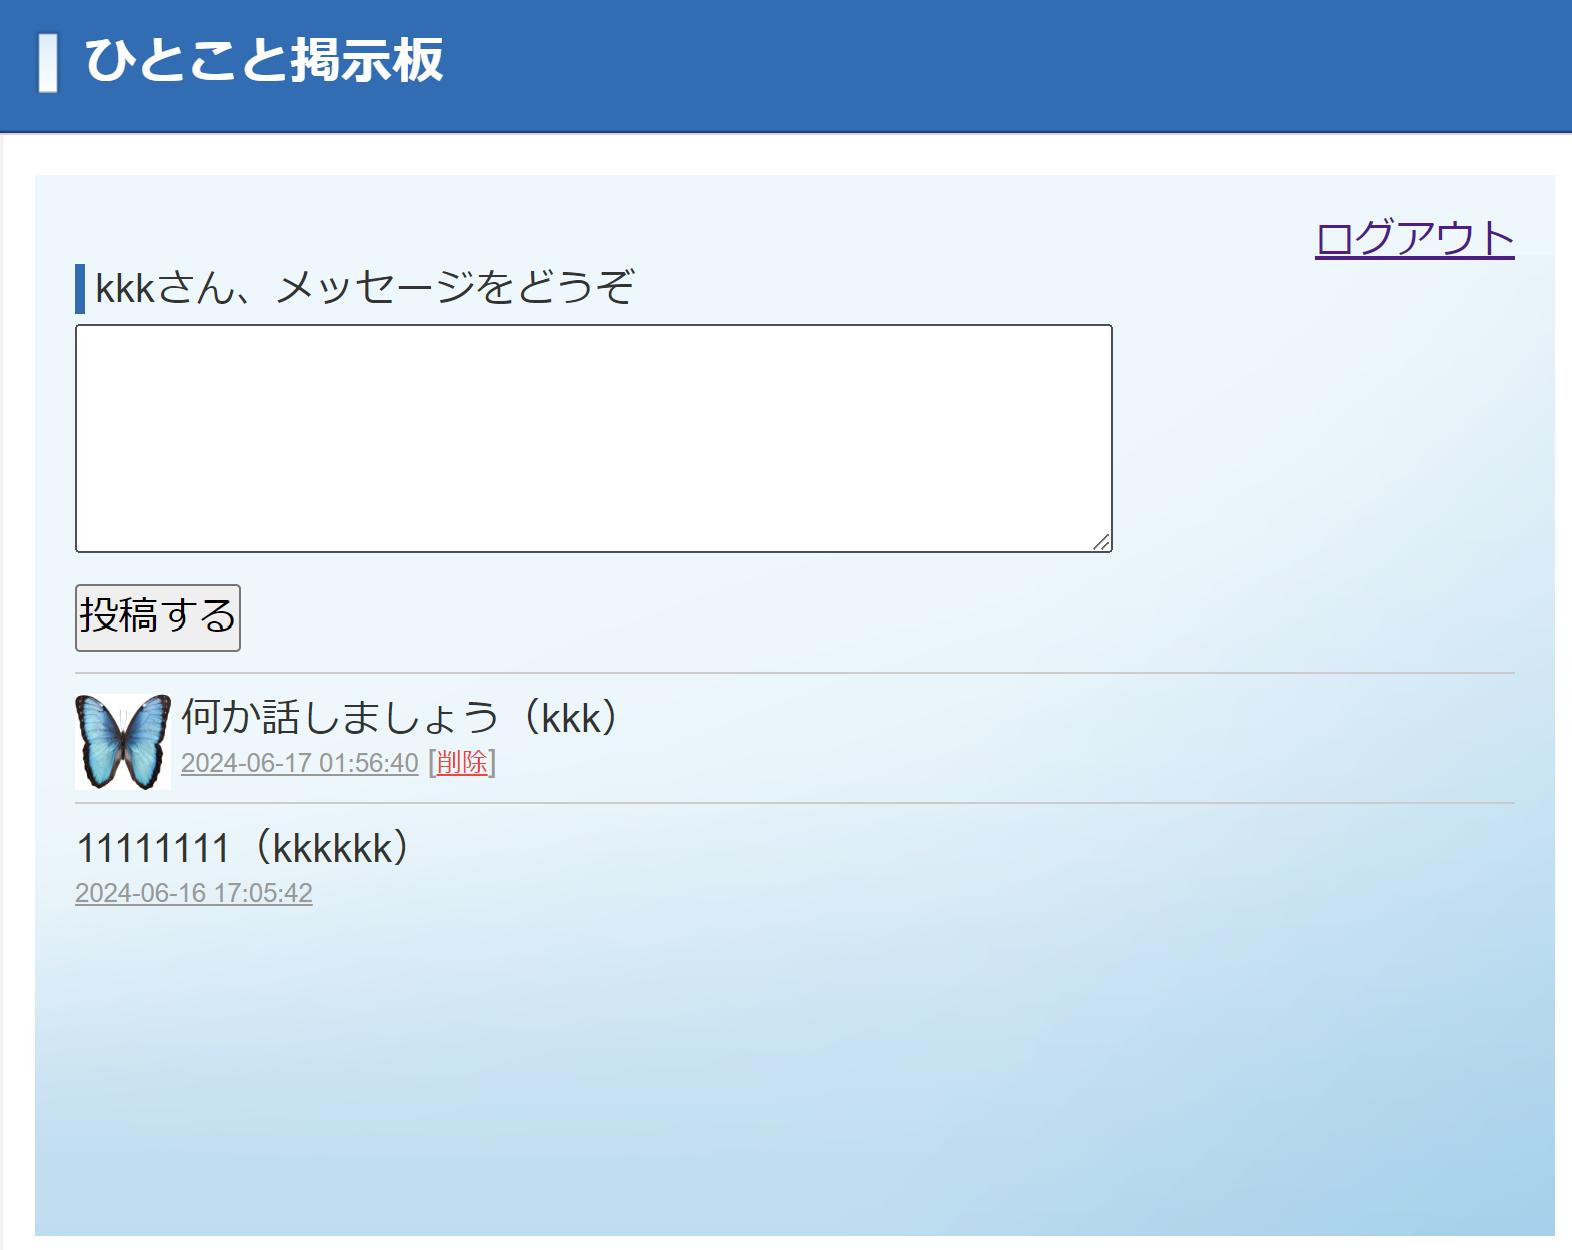 ひとこと掲示板
ログアウト
kkkさん、メッセージをどうぞ
投稿する
何か話しましょう（kkk）
2024-06-17 01:56:40 [削除]
11111111（kkkkkk）
2024-06-16 17:05:42